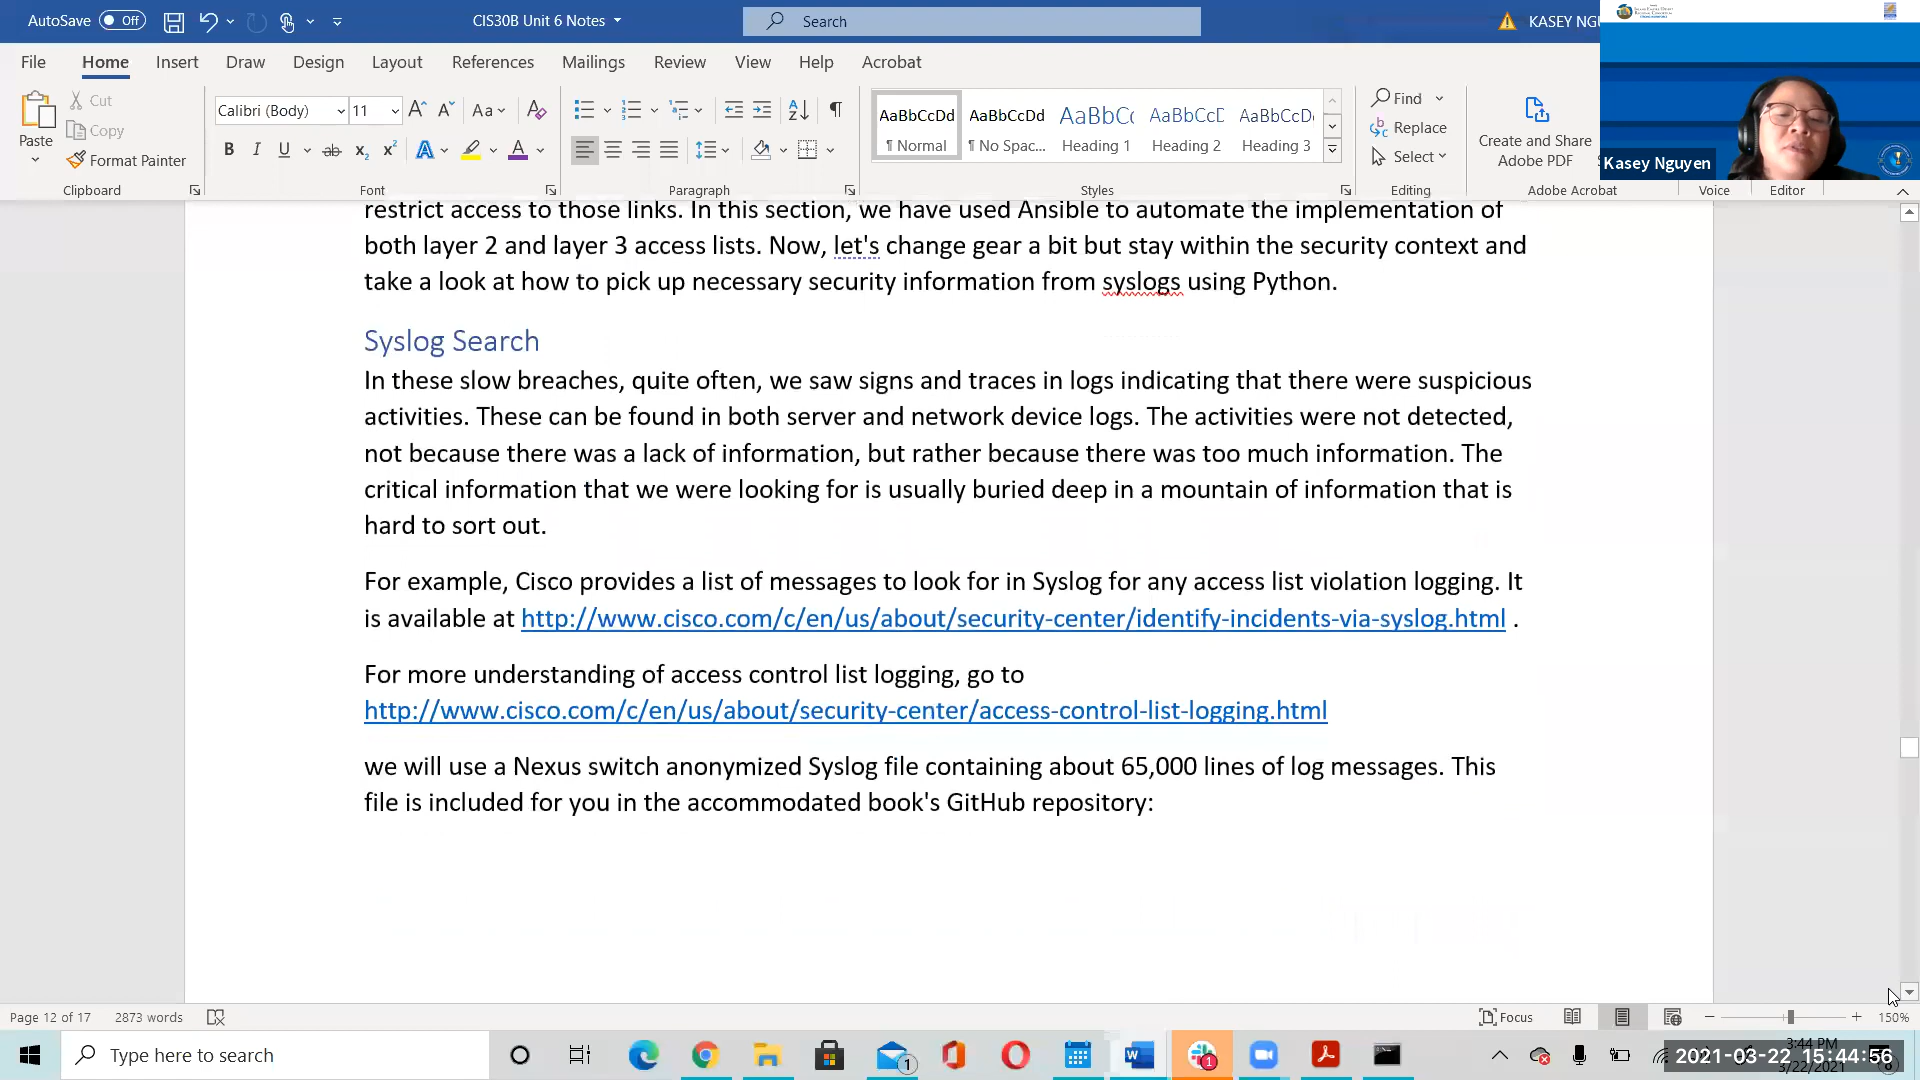 AutoSave Off
CIS30B Unit 6 Notes
Search
KASEY NGU
File Home Insert Draw Design Layout References Mailings Review View Help Acrobat
Paste
Cut
Copy
Format Painter
Clipboard
Calibri (Body) 11
Font
Paragraph
AaBbCcDd AaBbCcDd AaBbCc AaBbCcD AaBbCcD
¶ Normal ¶ No Spac... Heading 1 Heading 2 Heading 3
Styles
Find
Replace
Select
Editing
Create and Share
Adobe PDF
Adobe Acrobat
Voice
Editor
Kasey Nguyen
restrict access to those links. In this section, we have used Ansible to automate the implementation of
both layer 2 and layer 3 access lists. Now, let's change gear a bit but stay within the security context and
take a look at how to pick up necessary security information from syslogs using Python.
Syslog Search
In these slow breaches, quite often, we saw signs and traces in logs indicating that there were suspicious
activities. These can be found in both server and network device logs. The activities were not detected,
not because there was a lack of information, but rather because there was too much information. The
critical information that we were looking for is usually buried deep in a mountain of information that is
hard to sort out.
For example, Cisco provides a list of messages to look for in Syslog for any access list violation logging. It
is available at http://www.cisco.com/c/en/us/about/security-center/identify-incidents-via-syslog.html .
For more understanding of access control list logging, go to
http://www.cisco.com/c/en/us/about/security-center/access-control-list-logging.html
we will use a Nexus switch anonymized Syslog file containing about 65,000 lines of log messages. This
file is included for you in the accommodated book's GitHub repository:
Page 12 of 17 2873 words
Focus
150%
Type here to search
3:44 PM
3/22/2021
2021-03-22 15:44:56